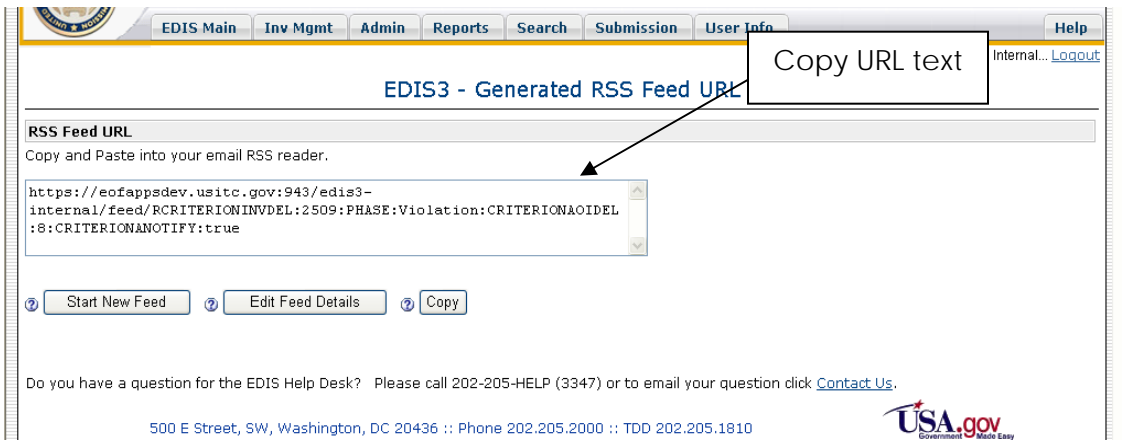 EDIS Main Inv Mgmt Admin Reports Search Submission User Info Help
Copy URL text
Internal... Logout
EDIS3 - Generated RSS Feed URL
RSS Feed URL
Copy and Paste into your email RSS reader.
https://eofappsdev.usitc.gov:943/edis3-
internal/feed/RCRITERIONINVDEL:2509:PHASE:Violation:CRITERIONAOIDEL
:8:CRITERIONANOTIFY:true
Start New Feed Edit Feed Details Copy
Do you have a question for the EDIS Help Desk? Please call 202-205-HELP (3347) or to email your question click Contact Us.
500 E Street, SW, Washington, DC 20436 :: Phone 202.205.2000 :: TDD 202.205.1810
USA.gov
Government Made Easy